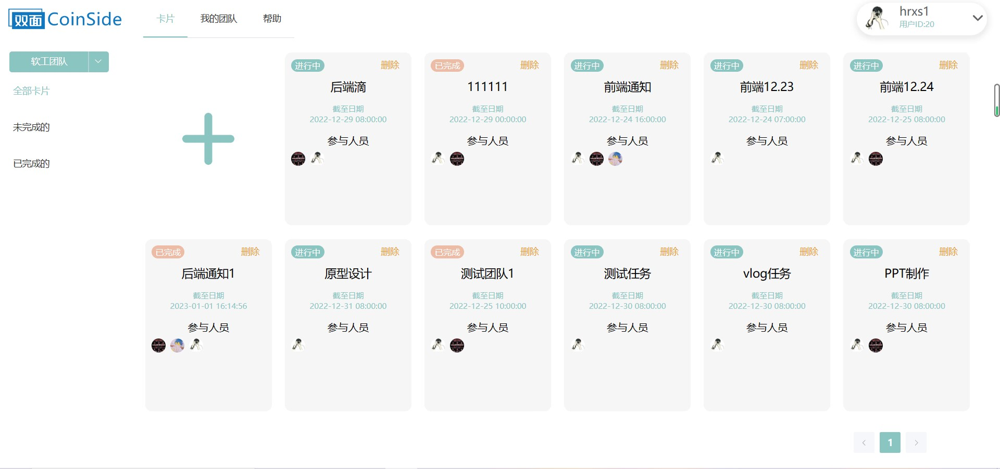 双面 CoinSide
卡片 我的团队 帮助
hrxs1
用户ID:20
软工团队
全部卡片
未完成的
已完成的
进行中 删除
后端滴
截至日期
2022-12-29 08:00:00
参与人员
已完成 删除
111111
截至日期
2022-12-29 00:00:00
参与人员
进行中 删除
前端通知
截至日期
2022-12-24 16:00:00
参与人员
进行中 删除
前端12.23
截至日期
2022-12-24 07:00:00
参与人员
进行中 删除
前端12.24
截至日期
2022-12-25 08:00:00
参与人员
已完成 删除
后端通知1
截至日期
2023-01-01 16:14:56
参与人员
进行中 删除
原型设计
截至日期
2022-12-31 08:00:00
参与人员
已完成 删除
测试团队1
截至日期
2022-12-25 10:00:00
参与人员
进行中 删除
测试任务
截至日期
2022-12-30 08:00:00
参与人员
进行中 删除
vlog任务
截至日期
2022-12-30 08:00:00
参与人员
进行中 删除
PPT制作
截至日期
2022-12-30 08:00:00
参与人员
1